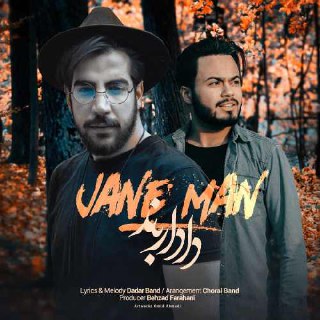 JANE MAN
دادار بند
Lyrics & Melody Dadar Band / Arrangement Choral Band
Producer Behzad Farahani